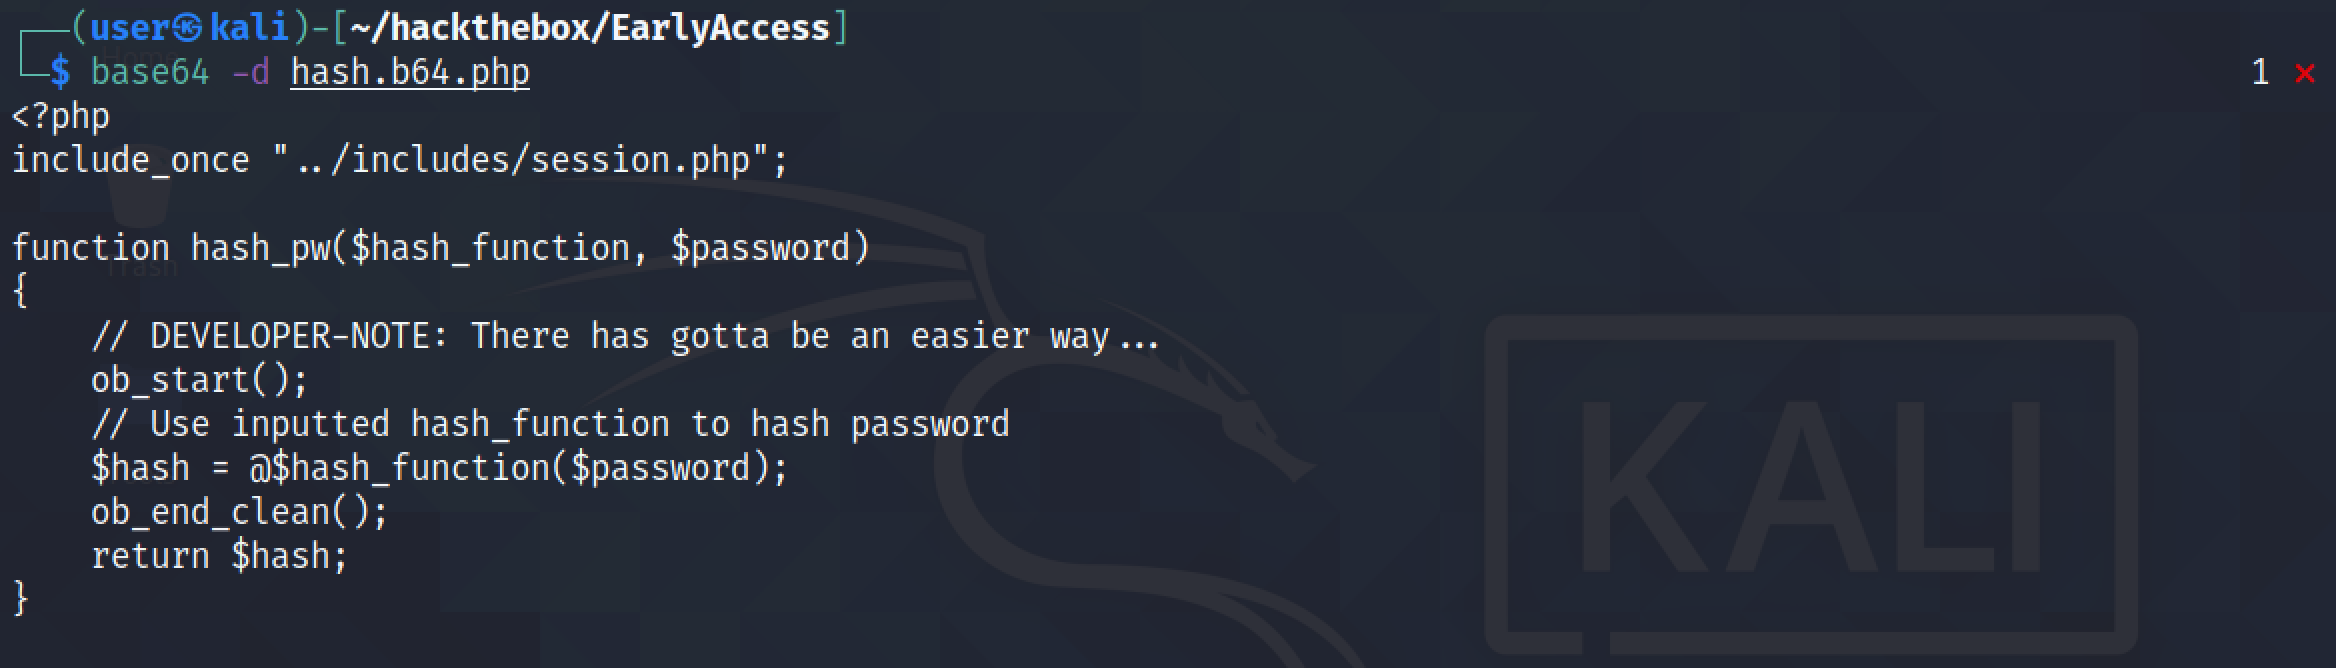 ┌──(user㉿kali)-[~/hackthebox/EarlyAccess]
└─$ base64 -d hash.b64.php 1 ⨯
<?php
include_once "../includes/session.php";
function hash_pw($hash_function, $password)
{
// DEVELOPER-NOTE: There has gotta be an easier way...
ob_start();
// Use inputted hash_function to hash password
$hash = @$hash_function($password);
ob_end_clean();
return $hash;
}
Home
Trash
KALI